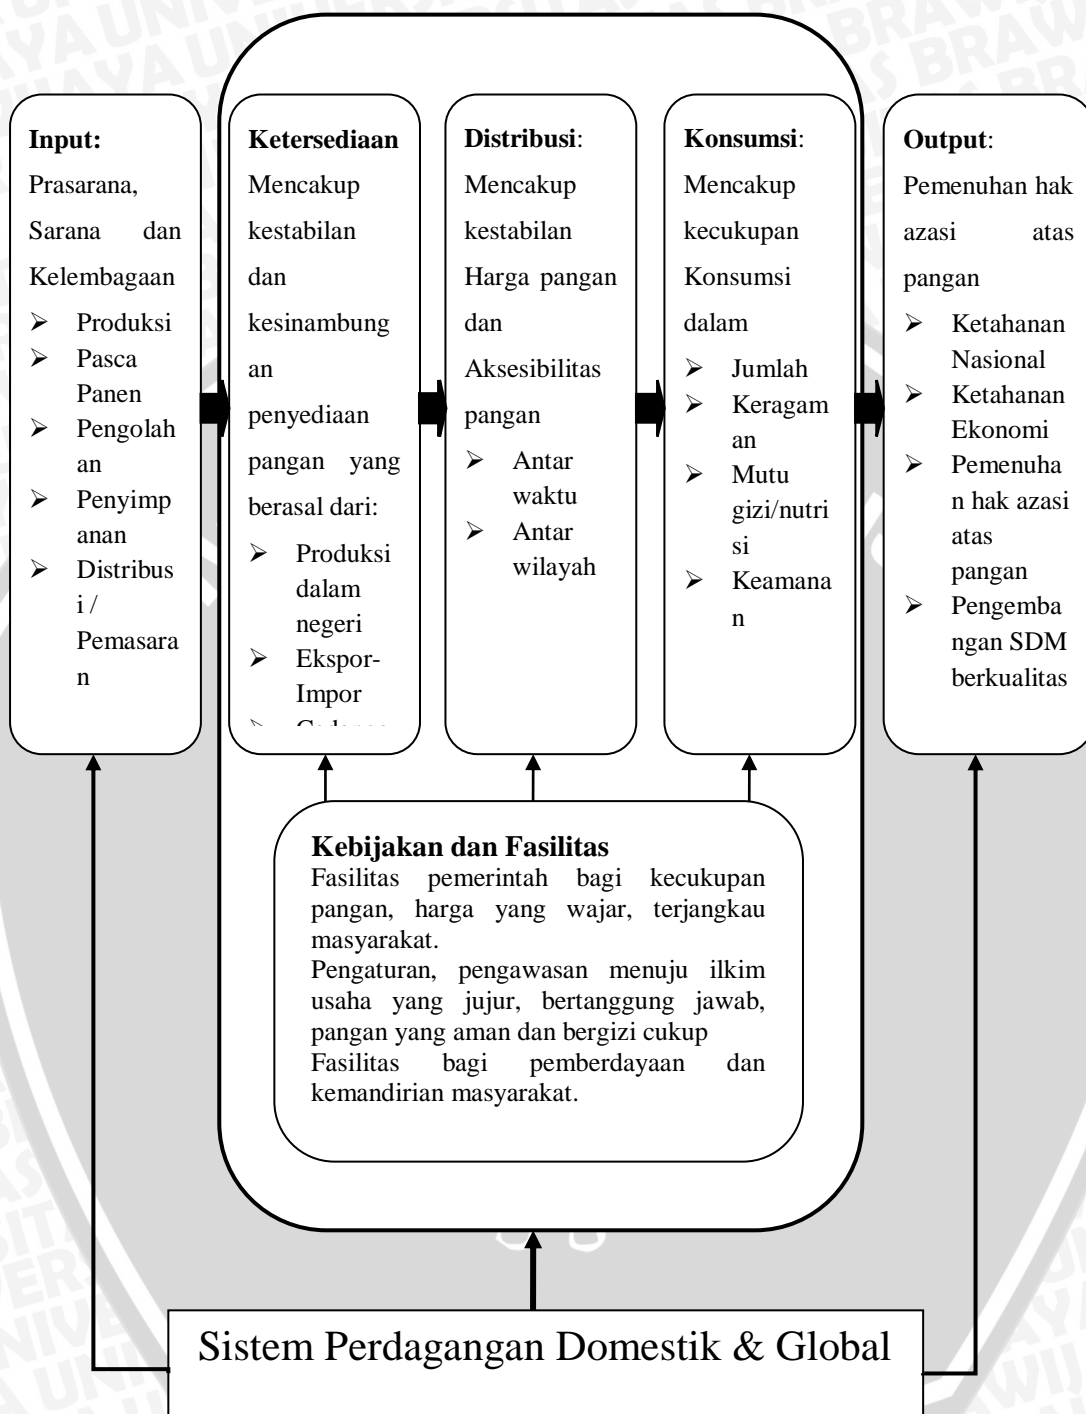 Input:
Prasarana,
Sarana dan
Kelembagaan
➢ Produksi
➢ Pasca
Panen
➢ Pengolah
an
➢ Penyimp
anan
➢ Distribus
i /
Pemasara
n
Ketersediaan
Mencakup
kestabilan
dan
kesinambung
an
penyediaan
pangan yang
berasal dari:
➢ Produksi
dalam
negeri
➢ Ekspor-
Impor
Distribusi:
Mencakup
kestabilan
Harga pangan
dan
Aksesibilitas
pangan
➢ Antar
waktu
➢ Antar
wilayah
Konsumsi:
Mencakup
kecukupan
Konsumsi
dalam
➢ Jumlah
➢ Keragam
an
➢ Mutu
gizi/nutri
si
➢ Keamana
n
Output:
Pemenuhan hak
azasi atas
pangan
➢ Ketahanan
Nasional
➢ Ketahanan
Ekonomi
➢ Pemenuha
n hak azasi
atas
pangan
➢ Pengemba
ngan SDM
berkualitas
Kebijakan dan Fasilitas
Fasilitas pemerintah bagi kecukupan
pangan, harga yang wajar, terjangkau
masyarakat.
Pengaturan, pengawasan menuju ilkim
usaha yang jujur, bertanggung jawab,
pangan yang aman dan bergizi cukup
Fasilitas bagi pemberdayaan dan
kemandirian masyarakat.
Sistem Perdagangan Domestik & Global